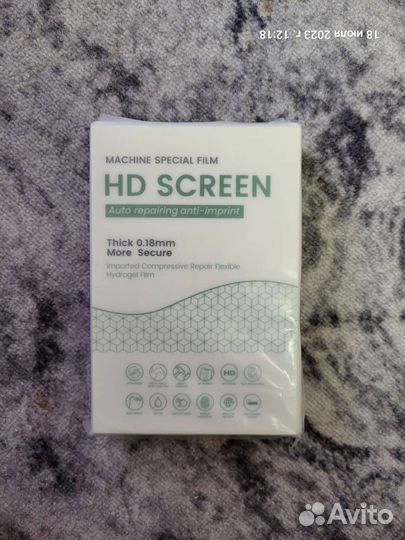 18 июля 2023 г. 12:18
MACHINE SPECIAL FILM
HD SCREEN
Auto repairing anti-imprint
Thick 0.18mm
More Secure
Imported Compressive Repair Flexible
Hydrogel Film
HD
Avito